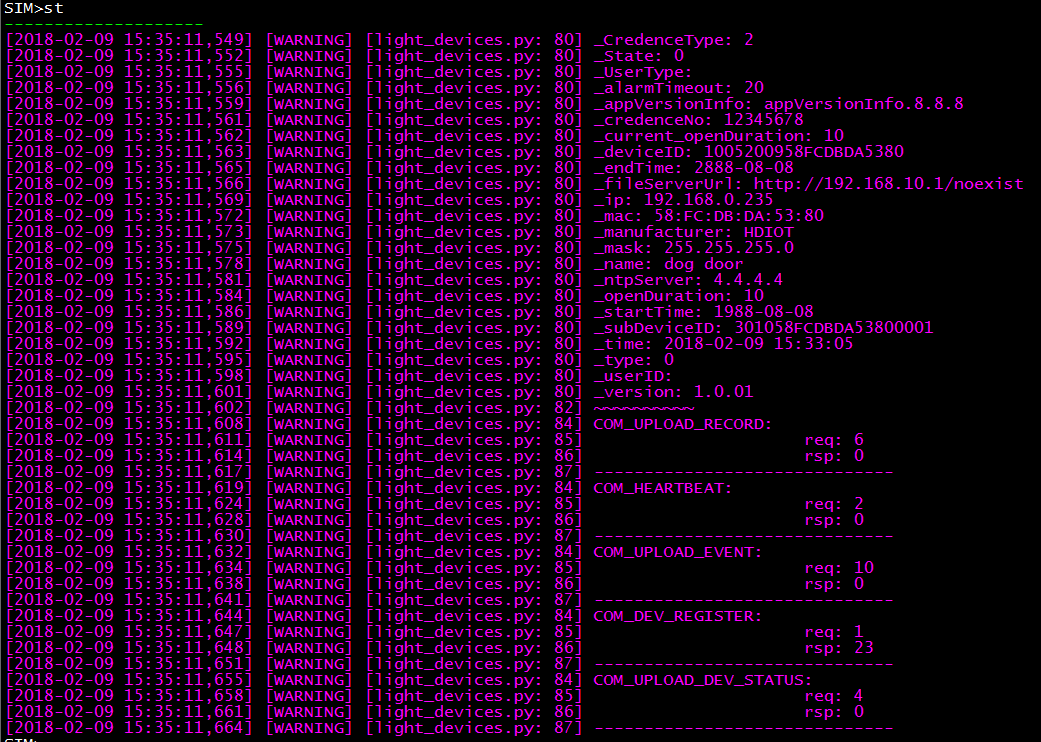 SIM>st
--------------------
[2018-02-09 15:35:11,549] [WARNING] [light_devices.py: 80] _CredenceType: 2
[2018-02-09 15:35:11,552] [WARNING] [light_devices.py: 80] _State: 0
[2018-02-09 15:35:11,555] [WARNING] [light_devices.py: 80] _UserType:
[2018-02-09 15:35:11,556] [WARNING] [light_devices.py: 80] _alarmTimeout: 20
[2018-02-09 15:35:11,559] [WARNING] [light_devices.py: 80] _appVersionInfo: appVersionInfo.8.8.8
[2018-02-09 15:35:11,561] [WARNING] [light_devices.py: 80] _credenceNo: 12345678
[2018-02-09 15:35:11,562] [WARNING] [light_devices.py: 80] _current_openDuration: 10
[2018-02-09 15:35:11,563] [WARNING] [light_devices.py: 80] _deviceID: 1005200958FCDBDA5380
[2018-02-09 15:35:11,565] [WARNING] [light_devices.py: 80] _endTime: 2888-08-08
[2018-02-09 15:35:11,566] [WARNING] [light_devices.py: 80] _fileServerUrl: http://192.168.10.1/noexist
[2018-02-09 15:35:11,569] [WARNING] [light_devices.py: 80] _ip: 192.168.0.235
[2018-02-09 15:35:11,572] [WARNING] [light_devices.py: 80] _mac: 58:FC:DB:DA:53:80
[2018-02-09 15:35:11,573] [WARNING] [light_devices.py: 80] _manufacturer: HDIOT
[2018-02-09 15:35:11,575] [WARNING] [light_devices.py: 80] _mask: 255.255.255.0
[2018-02-09 15:35:11,578] [WARNING] [light_devices.py: 80] _name: dog door
[2018-02-09 15:35:11,581] [WARNING] [light_devices.py: 80] _ntpServer: 4.4.4.4
[2018-02-09 15:35:11,584] [WARNING] [light_devices.py: 80] _openDuration: 10
[2018-02-09 15:35:11,586] [WARNING] [light_devices.py: 80] _startTime: 1988-08-08
[2018-02-09 15:35:11,589] [WARNING] [light_devices.py: 80] _subDeviceID: 301058FCDBDA53800001
[2018-02-09 15:35:11,592] [WARNING] [light_devices.py: 80] _time: 2018-02-09 15:33:05
[2018-02-09 15:35:11,595] [WARNING] [light_devices.py: 80] _type: 0
[2018-02-09 15:35:11,598] [WARNING] [light_devices.py: 80] _userID:
[2018-02-09 15:35:11,601] [WARNING] [light_devices.py: 80] _version: 1.0.01
[2018-02-09 15:35:11,602] [WARNING] [light_devices.py: 82] ~~~~~~~~~~
[2018-02-09 15:35:11,608] [WARNING] [light_devices.py: 84] COM_UPLOAD_RECORD:
[2018-02-09 15:35:11,611] [WARNING] [light_devices.py: 85] req: 6
[2018-02-09 15:35:11,614] [WARNING] [light_devices.py: 86] rsp: 0
[2018-02-09 15:35:11,617] [WARNING] [light_devices.py: 87] ------------------------------
[2018-02-09 15:35:11,619] [WARNING] [light_devices.py: 84] COM_HEARTBEAT:
[2018-02-09 15:35:11,624] [WARNING] [light_devices.py: 85] req: 2
[2018-02-09 15:35:11,628] [WARNING] [light_devices.py: 86] rsp: 0
[2018-02-09 15:35:11,630] [WARNING] [light_devices.py: 87] ------------------------------
[2018-02-09 15:35:11,632] [WARNING] [light_devices.py: 84] COM_UPLOAD_EVENT:
[2018-02-09 15:35:11,634] [WARNING] [light_devices.py: 85] req: 10
[2018-02-09 15:35:11,638] [WARNING] [light_devices.py: 86] rsp: 0
[2018-02-09 15:35:11,641] [WARNING] [light_devices.py: 87] ------------------------------
[2018-02-09 15:35:11,644] [WARNING] [light_devices.py: 84] COM_DEV_REGISTER:
[2018-02-09 15:35:11,647] [WARNING] [light_devices.py: 85] req: 1
[2018-02-09 15:35:11,648] [WARNING] [light_devices.py: 86] rsp: 23
[2018-02-09 15:35:11,651] [WARNING] [light_devices.py: 87] ------------------------------
[2018-02-09 15:35:11,655] [WARNING] [light_devices.py: 84] COM_UPLOAD_DEV_STATUS:
[2018-02-09 15:35:11,658] [WARNING] [light_devices.py: 85] req: 4
[2018-02-09 15:35:11,661] [WARNING] [light_devices.py: 86] rsp: 0
[2018-02-09 15:35:11,664] [WARNING] [light_devices.py: 87] ------------------------------